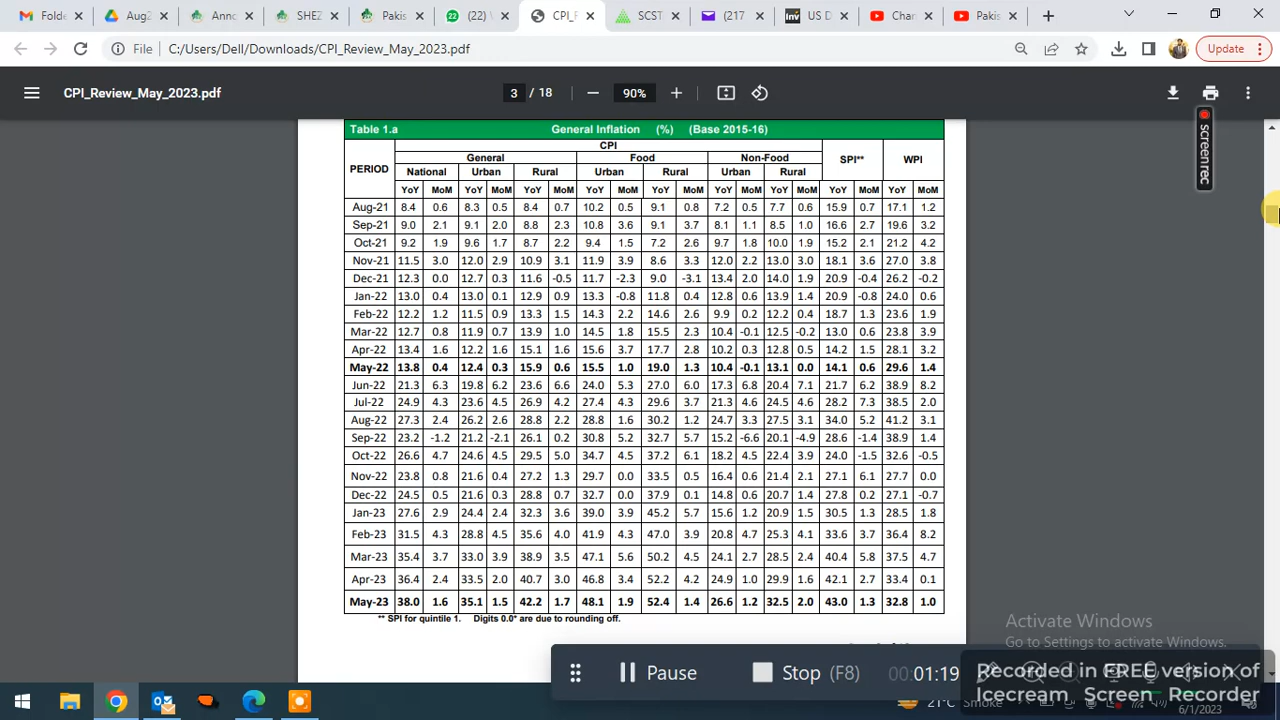 Folde
Aug2
Anno
SHEZ
Pakis
(22) \
CPI_F
SCST
(217
US D
Cha
Pakis
File C:/Users/Dell/Downloads/CPI_Review_May_2023.pdf
Update
CPI_Review_May_2023.pdf 3 / 18 90%
screenrec
Table 1.a General Inflation (%) (Base 2015-16)
PERIOD CPI SPI** WPI
General Food Non-Food
National Urban Rural Urban Rural Urban Rural
YoY MoM YoY MoM YoY MoM YoY MoM YoY MoM YoY MoM YoY MoM YoY MoM YoY MoM
Aug-21 8.4 0.6 8.3 0.5 8.4 0.7 10.2 0.5 9.1 0.8 7.2 0.5 7.7 0.6 15.9 0.7 17.1 1.2
Sep-21 9.0 2.1 9.1 2.0 8.8 2.3 10.8 3.6 9.1 3.7 8.1 1.1 8.5 1.0 16.6 2.7 19.6 3.2
Oct-21 9.2 1.9 9.6 1.7 8.7 2.2 9.4 1.5 7.2 2.6 9.7 1.8 10.0 1.9 15.2 2.1 21.2 4.2
Nov-21 11.5 3.0 12.0 2.9 10.9 3.1 11.9 3.9 8.6 3.3 12.0 2.2 13.0 3.0 18.1 3.6 27.0 3.8
Dec-21 12.3 0.0 12.7 0.3 11.6 -0.5 11.7 -2.3 9.0 -3.1 13.4 2.0 14.0 1.9 20.9 -0.4 26.2 -0.2
Jan-22 13.0 0.4 13.0 0.1 12.9 0.9 13.3 -0.8 11.8 0.4 12.8 0.6 13.9 1.4 20.9 -0.8 24.0 0.6
Feb-22 12.2 1.2 11.5 0.9 13.3 1.5 14.3 2.2 14.6 2.6 9.9 0.2 12.2 0.4 18.7 1.3 23.6 1.9
Mar-22 12.7 0.8 11.9 0.7 13.9 1.0 14.5 1.8 15.5 2.3 10.4 -0.1 12.5 -0.2 13.0 0.6 23.8 3.9
Apr-22 13.4 1.6 12.2 1.6 15.1 1.6 15.6 3.7 17.7 2.8 10.2 0.3 12.8 0.5 14.2 1.5 28.1 3.2
May-22 13.8 0.4 12.4 0.3 15.9 0.6 15.5 1.0 19.0 1.3 10.4 -0.1 13.1 0.0 14.1 0.6 29.6 1.4
Jun-22 21.3 6.3 19.8 6.2 23.6 6.6 24.0 5.3 27.0 6.0 17.3 6.8 20.4 7.1 21.7 6.2 38.9 8.2
Jul-22 24.9 4.3 23.6 4.5 26.9 4.2 27.4 4.3 29.6 3.7 21.3 4.6 24.5 4.6 28.2 7.3 38.5 2.0
Aug-22 27.3 2.4 26.2 2.6 28.8 2.2 28.8 1.6 30.2 1.2 24.7 3.3 27.5 3.1 34.0 5.2 41.2 3.1
Sep-22 23.2 -1.2 21.2 -2.1 26.1 0.2 30.8 5.2 32.7 5.7 15.2 -6.6 20.1 -4.9 28.6 -1.4 38.9 1.4
Oct-22 26.6 4.7 24.6 4.5 29.5 5.0 34.7 4.5 37.2 6.1 18.2 4.5 22.4 3.9 24.0 -1.5 32.6 -0.5
Nov-22 23.8 0.8 21.6 0.4 27.2 1.3 29.7 0.0 33.5 0.5 16.4 0.6 21.4 2.1 27.1 6.1 27.7 0.0
Dec-22 24.5 0.5 21.6 0.3 28.8 0.7 32.7 0.0 37.9 0.1 14.8 0.6 20.7 1.4 27.8 0.2 27.1 -0.7
Jan-23 27.6 2.9 24.4 2.4 32.3 3.6 39.0 3.9 45.2 5.7 15.6 1.2 20.9 1.5 30.5 1.3 28.5 1.8
Feb-23 31.5 4.3 28.8 4.5 35.6 4.0 41.9 4.3 47.0 3.9 20.8 4.7 25.3 4.1 33.6 3.7 36.4 8.2
Mar-23 35.4 3.7 33.0 3.9 38.9 3.5 47.1 5.6 50.2 4.5 24.1 2.7 28.5 2.4 40.4 5.8 37.5 4.7
Apr-23 36.4 2.4 33.5 2.0 40.7 3.0 46.8 3.4 52.2 4.2 24.9 1.0 29.9 1.6 42.1 2.7 33.4 0.1
May-23 38.0 1.6 35.1 1.5 42.2 1.7 48.1 1.9 52.4 1.4 26.6 1.2 32.5 2.0 43.0 1.3 32.8 1.0
** SPI for quintile 1. Digits 0.0* are due to rounding off.
Activate Windows
Go to Settings to activate Windows.
Pause Stop (F8) 00:01:19
Recorded in FREE version of
Icecream Screen Recorder
21°C Smoke
6/1/2023